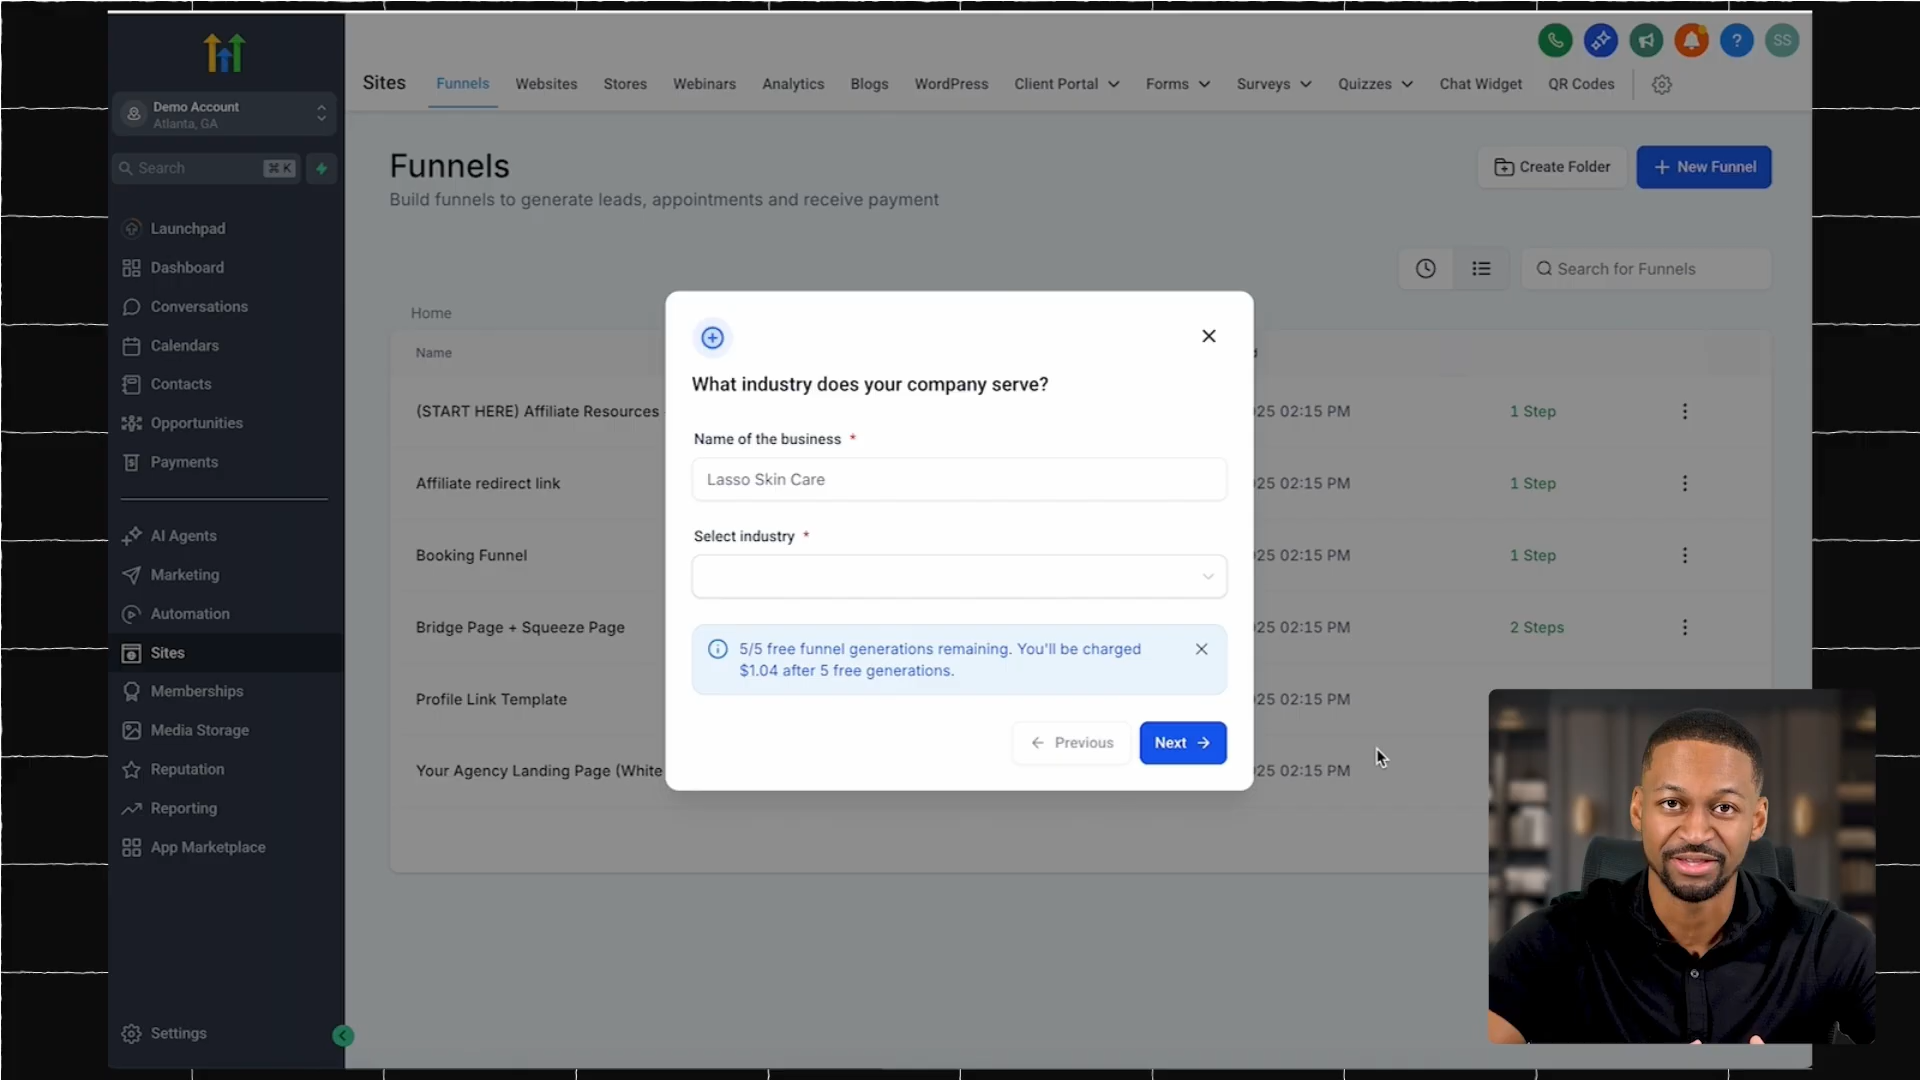 SS
Sites
Funnels
Websites
Stores
Webinars
Analytics
Blogs
WordPress
Client Portal
Forms
Surveys
Quizzes
Chat Widget
QR Codes
Demo Account
Atlanta, GA
Search
⌘ K
Launchpad
Dashboard
Conversations
Calendars
Contacts
Opportunities
Payments
AI Agents
Marketing
Automation
Sites
Memberships
Media Storage
Reputation
Reporting
App Marketplace
Settings
Funnels
Build funnels to generate leads, appointments and receive payment
Create Folder
+ New Funnel
Search for Funnels
Home
Name
(START HERE) Affiliate Resources
25 02:15 PM
1 Step
Affiliate redirect link
25 02:15 PM
1 Step
Booking Funnel
25 02:15 PM
1 Step
Bridge Page + Squeeze Page
25 02:15 PM
2 Steps
Profile Link Template
25 02:15 PM
Your Agency Landing Page (White
25 02:15 PM
What industry does your company serve?
Name of the business *
Lasso Skin Care
Select industry *
5/5 free funnel generations remaining. You'll be charged
$1.04 after 5 free generations.
← Previous
Next →